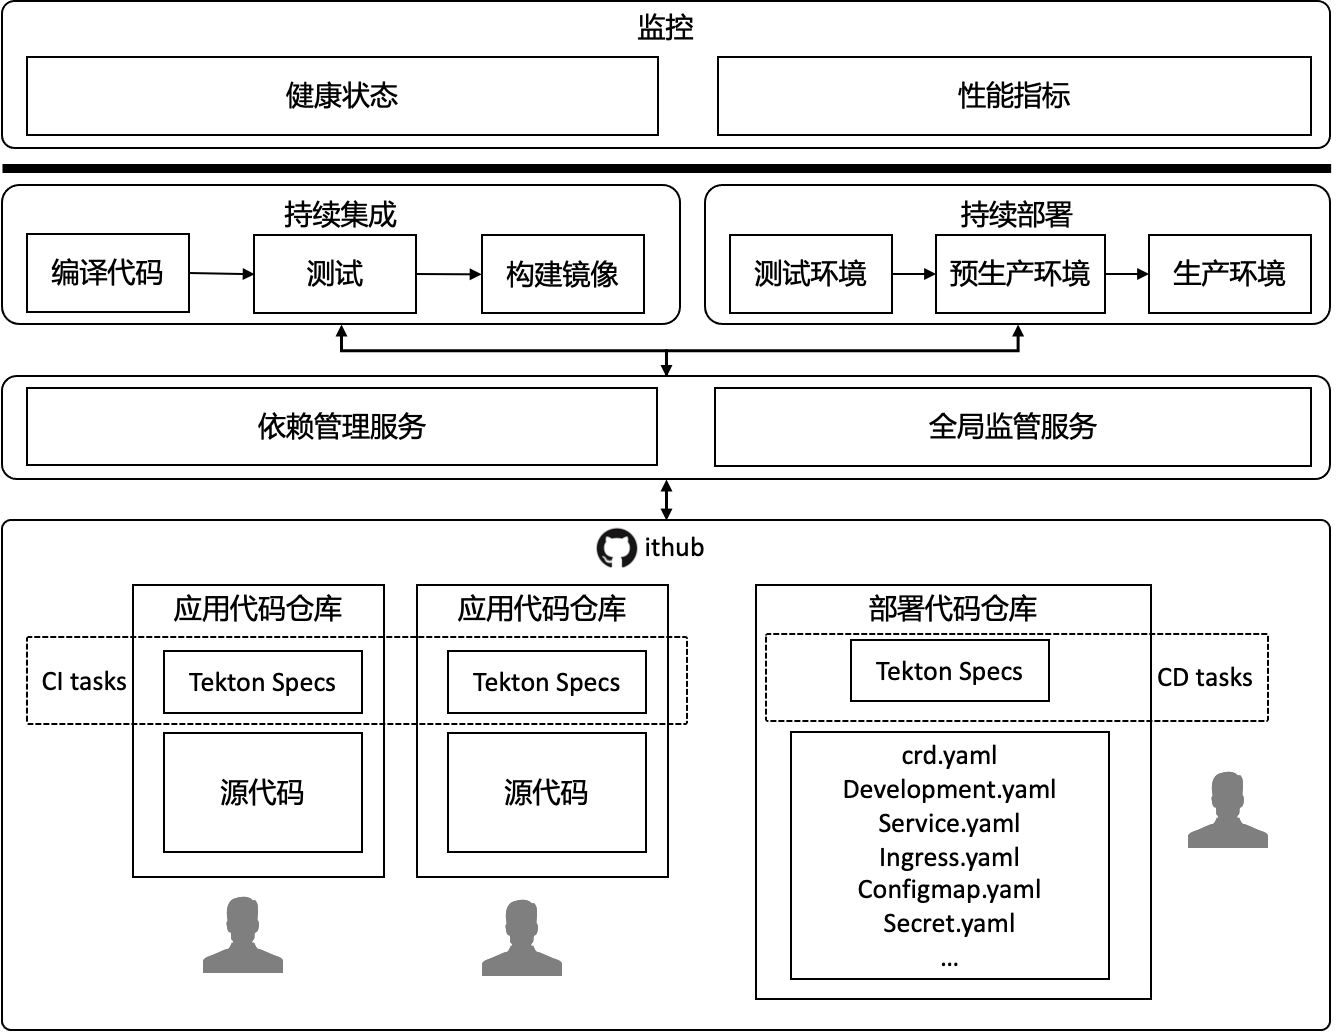 监控
健康状态
性能指标
持续集成
编译代码
测试
构建镜像
持续部署
测试环境
预生产环境
生产环境
依赖管理服务
全局监管服务
ithub
应用代码仓库
应用代码仓库
部署代码仓库
CI tasks
Tekton Specs
Tekton Specs
Tekton Specs
CD tasks
源代码
源代码
crd.yaml
Development.yaml
Service.yaml
Ingress.yaml
Configmap.yaml
Secret.yaml
...